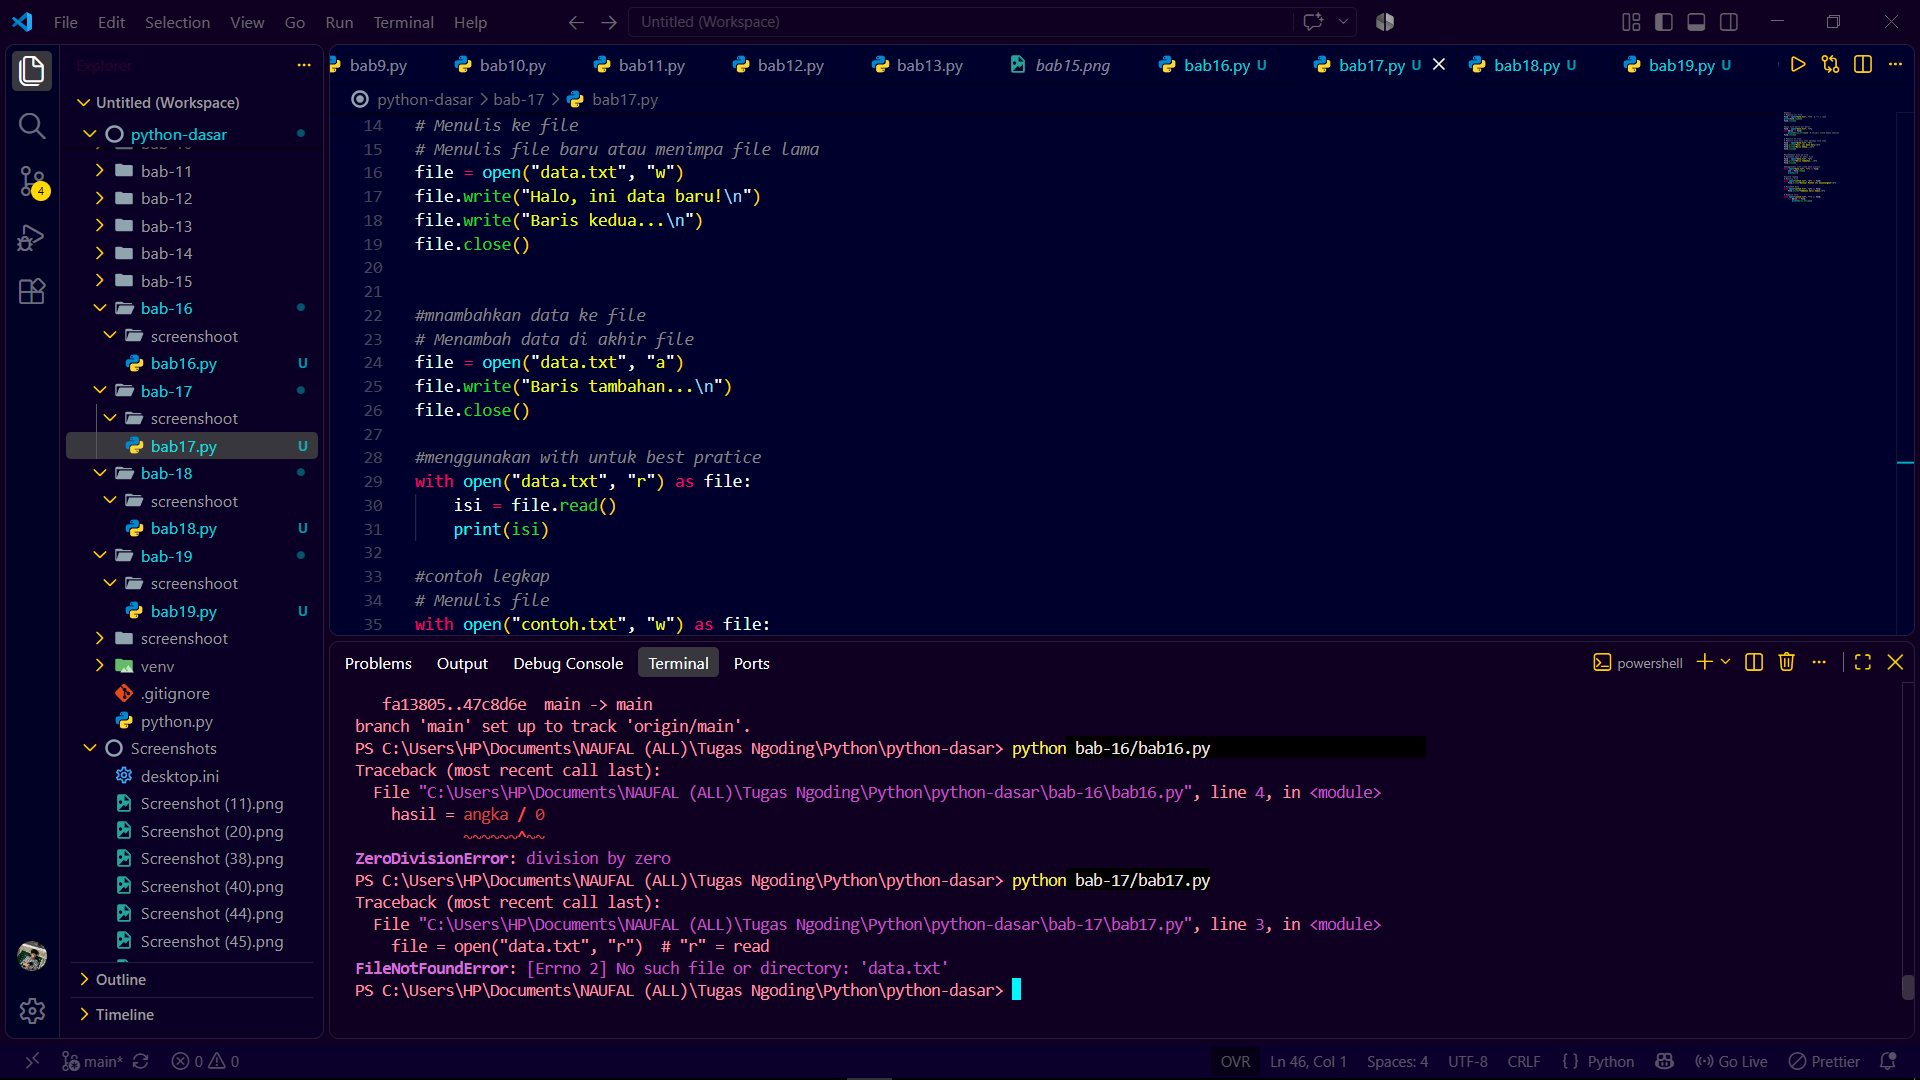 File Edit Selection View Go Run Terminal Help
Untitled (Workspace)
Explorer
Untitled (Workspace)
python-dasar
bab-11
bab-12
bab-13
bab-14
bab-15
bab-16
screenshoot
bab16.py U
bab-17
screenshoot
bab17.py U
bab-18
screenshoot
bab18.py U
bab-19
screenshoot
bab19.py U
screenshoot
venv
.gitignore
python.py
Screenshots
desktop.ini
Screenshot (11).png
Screenshot (20).png
Screenshot (38).png
Screenshot (40).png
Screenshot (44).png
Screenshot (45).png
Outline
Timeline
4
bab9.py bab10.py bab11.py bab12.py bab13.py bab15.png bab16.py U bab17.py U bab18.py U bab19.py U
python-dasar > bab-17 > bab17.py
14 # Menulis ke file
15 # Menulis file baru atau menimpa file lama
16 file = open("data.txt", "w")
17 file.write("Halo, ini data baru!\n")
18 file.write("Baris kedua...\n")
19 file.close()
20
21
22 #mnambahkan data ke file
23 # Menambah data di akhir file
24 file = open("data.txt", "a")
25 file.write("Baris tambahan...\n")
26 file.close()
27
28 #menggunakan with untuk best pratice
29 with open("data.txt", "r") as file:
30     isi = file.read()
31     print(isi)
32
33 #contoh legkap
34 # Menulis file
35 with open("contoh.txt", "w") as file:
Problems Output Debug Console Terminal Ports
powershell
fa13805..47c8d6e  main -> main
branch 'main' set up to track 'origin/main'.
PS C:\Users\HP\Documents\NAUFAL (ALL)\Tugas Ngoding\Python\python-dasar> python bab-16/bab16.py
Traceback (most recent call last):
  File "C:\Users\HP\Documents\NAUFAL (ALL)\Tugas Ngoding\Python\python-dasar\bab-16\bab16.py", line 4, in <module>
    hasil = angka / 0
            ~~~~~~^~~
ZeroDivisionError: division by zero
PS C:\Users\HP\Documents\NAUFAL (ALL)\Tugas Ngoding\Python\python-dasar> python bab-17/bab17.py
Traceback (most recent call last):
  File "C:\Users\HP\Documents\NAUFAL (ALL)\Tugas Ngoding\Python\python-dasar\bab-17\bab17.py", line 3, in <module>
    file = open("data.txt", "r")  # "r" = read
FileNotFoundError: [Errno 2] No such file or directory: 'data.txt'
PS C:\Users\HP\Documents\NAUFAL (ALL)\Tugas Ngoding\Python\python-dasar>
main* 0 0 OVR Ln 46, Col 1 Spaces: 4 UTF-8 CRLF { } Python Go Live Prettier